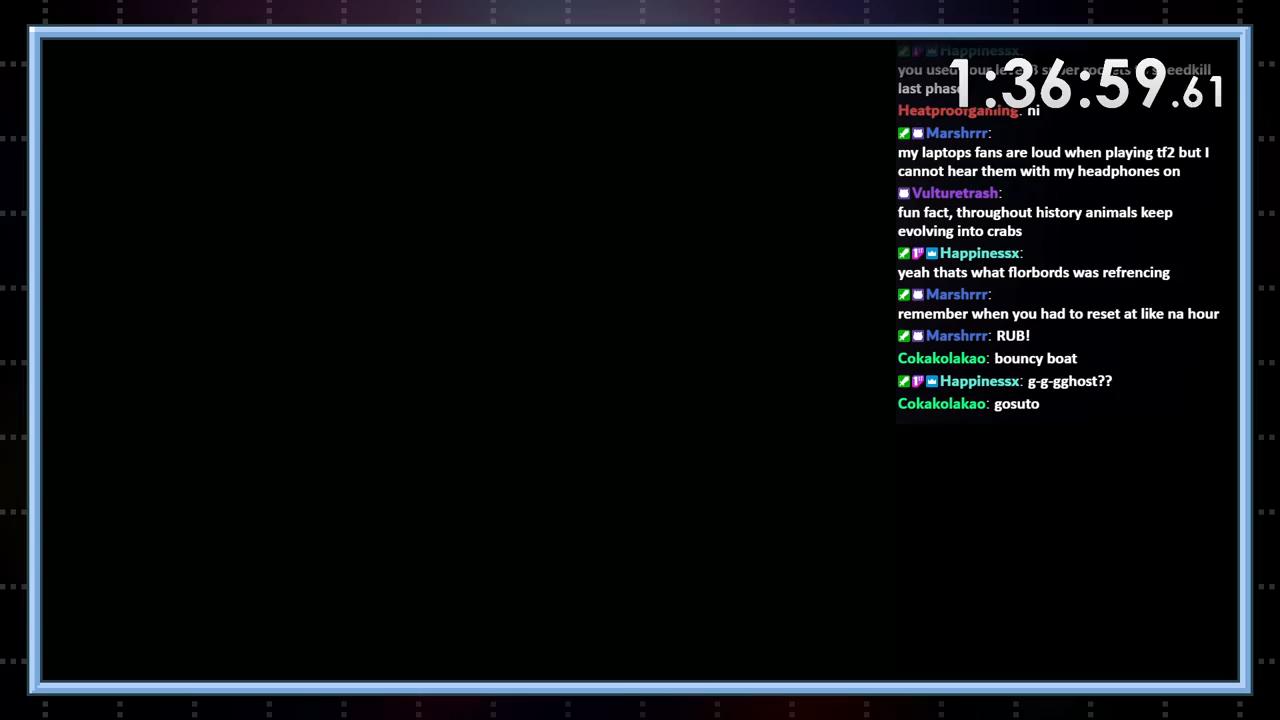 Happinessx:
you used your level 3 super rockets to speedkill
last phase
1:36:59.61
Heatproofgaming: ni
Marshrrr:
my laptops fans are loud when playing tf2 but I
cannot hear them with my headphones on
Vulturetrash:
fun fact, throughout history animals keep
evolving into crabs
Happinessx:
yeah thats what florbords was refrencing
Marshrrr:
remember when you had to reset at like na hour
Marshrrr: RUB!
Cokakolakao: bouncy boat
Happinessx: g-g-gghost??
Cokakolakao: gosuto